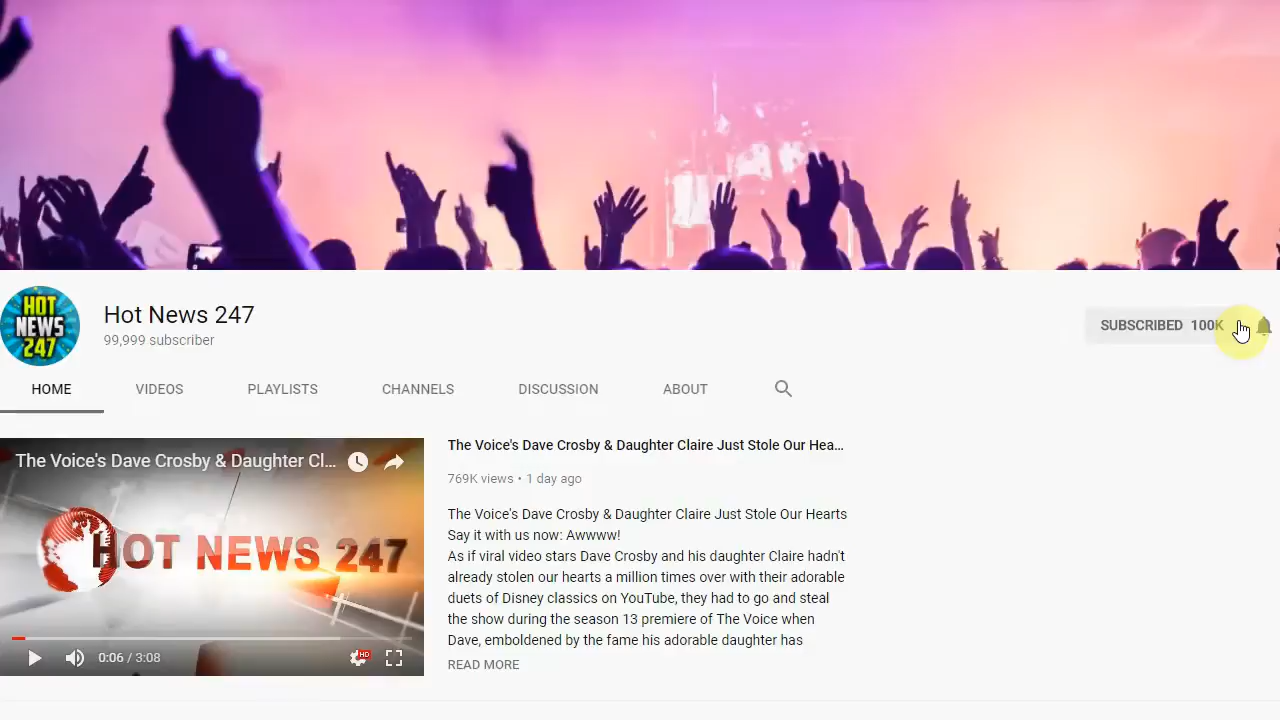 HOT
NEWS
247
Hot News 247
99,999 subscriber
SUBSCRIBED 100K
HOME VIDEOS PLAYLISTS CHANNELS DISCUSSION ABOUT
The Voice's Dave Crosby & Daughter Cl...
HOT NEWS 247
0:06 / 3:08
HD
The Voice's Dave Crosby & Daughter Claire Just Stole Our Hea...
769K views • 1 day ago
The Voice's Dave Crosby & Daughter Claire Just Stole Our Hearts
Say it with us now: Awwww!
As if viral video stars Dave Crosby and his daughter Claire hadn't
already stolen our hearts a million times over with their adorable
duets of Disney classics on YouTube, they had to go and steal
the show during the season 13 premiere of The Voice when
Dave, emboldened by the fame his adorable daughter has
READ MORE